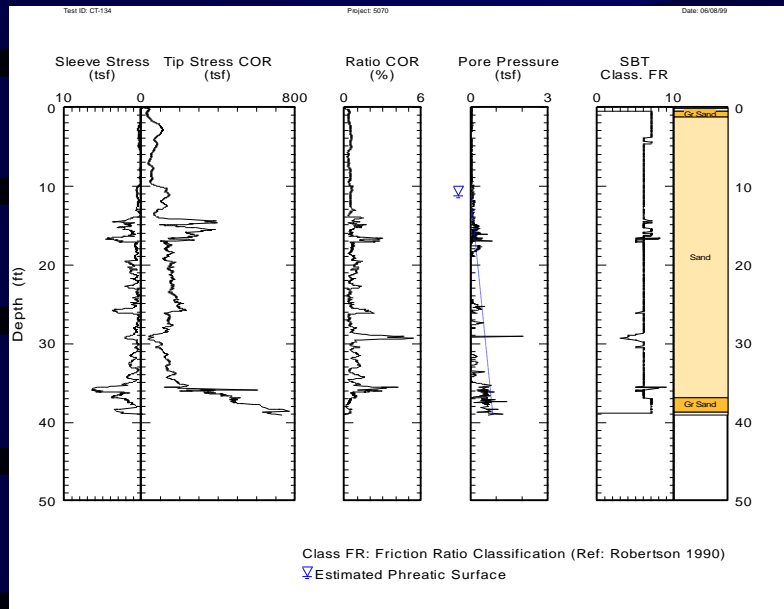 Test ID: CT-134 Project: 5070 Date: 06/08/99
Sleeve Stress Tip Stress COR Ratio COR Pore Pressure SBT
(tsf) (tsf) (%) (tsf) Class. FR
10 0 800 0 6 0 3 0 10
0 Gr Sand 0
10 10
20 Sand 20
Depth (ft)
30 30
Gr Sand
40 40
50 50
Class FR: Friction Ratio Classification (Ref: Robertson 1990)
Estimated Phreatic Surface